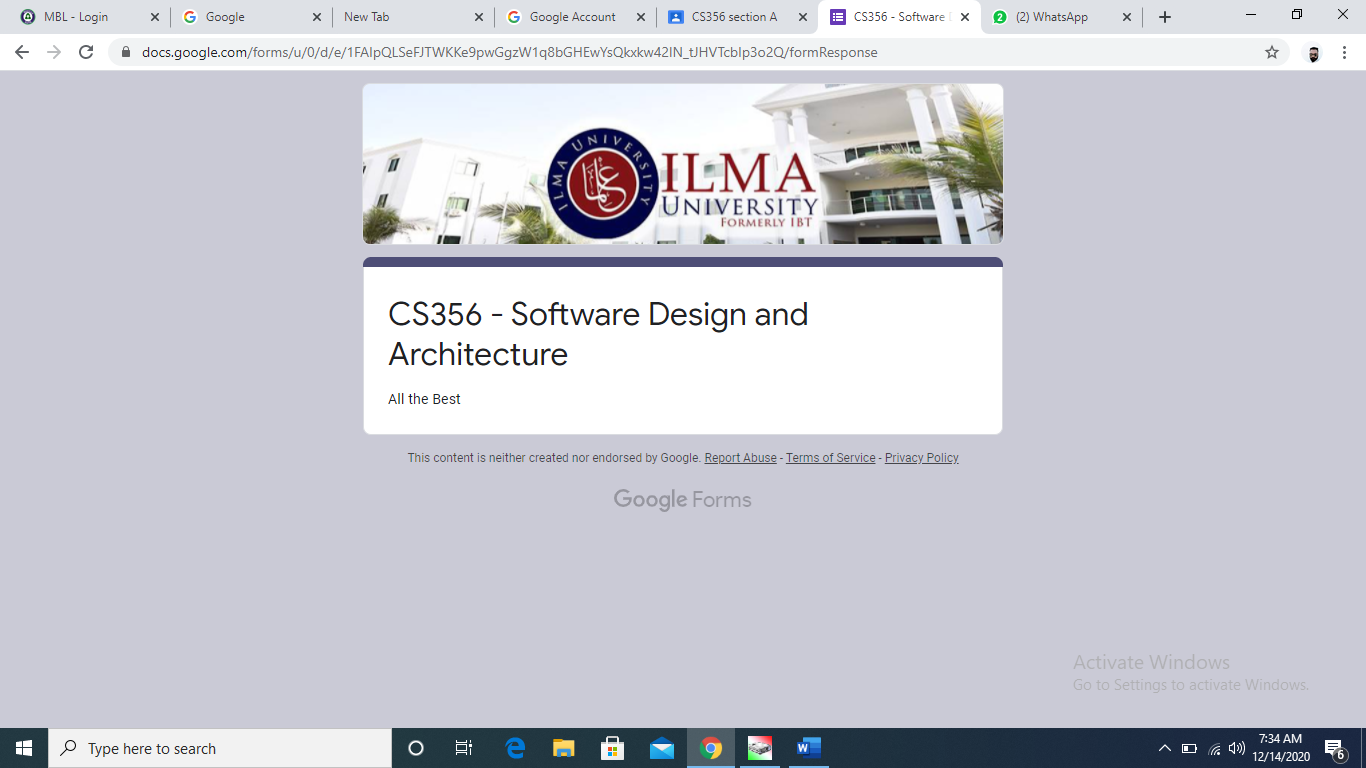 MBL - Login
Google
New Tab
Google Account
CS356 section A
CS356 - Software
(2) WhatsApp
docs.google.com/forms/u/0/d/e/1FAIpQLSeFJTWKKe9pwGgzW1q8bGHEwYsQkxkw42IN_tJHVTcbIp3o2Q/formResponse
ILMA UNIVERSITY
ILMA
UNIVERSITY
FORMERLY IBT
CS356 - Software Design and
Architecture
All the Best
This content is neither created nor endorsed by Google. Report Abuse - Terms of Service - Privacy Policy
Google Forms
Activate Windows
Go to Settings to activate Windows.
Type here to search
7:34 AM
12/14/2020
6